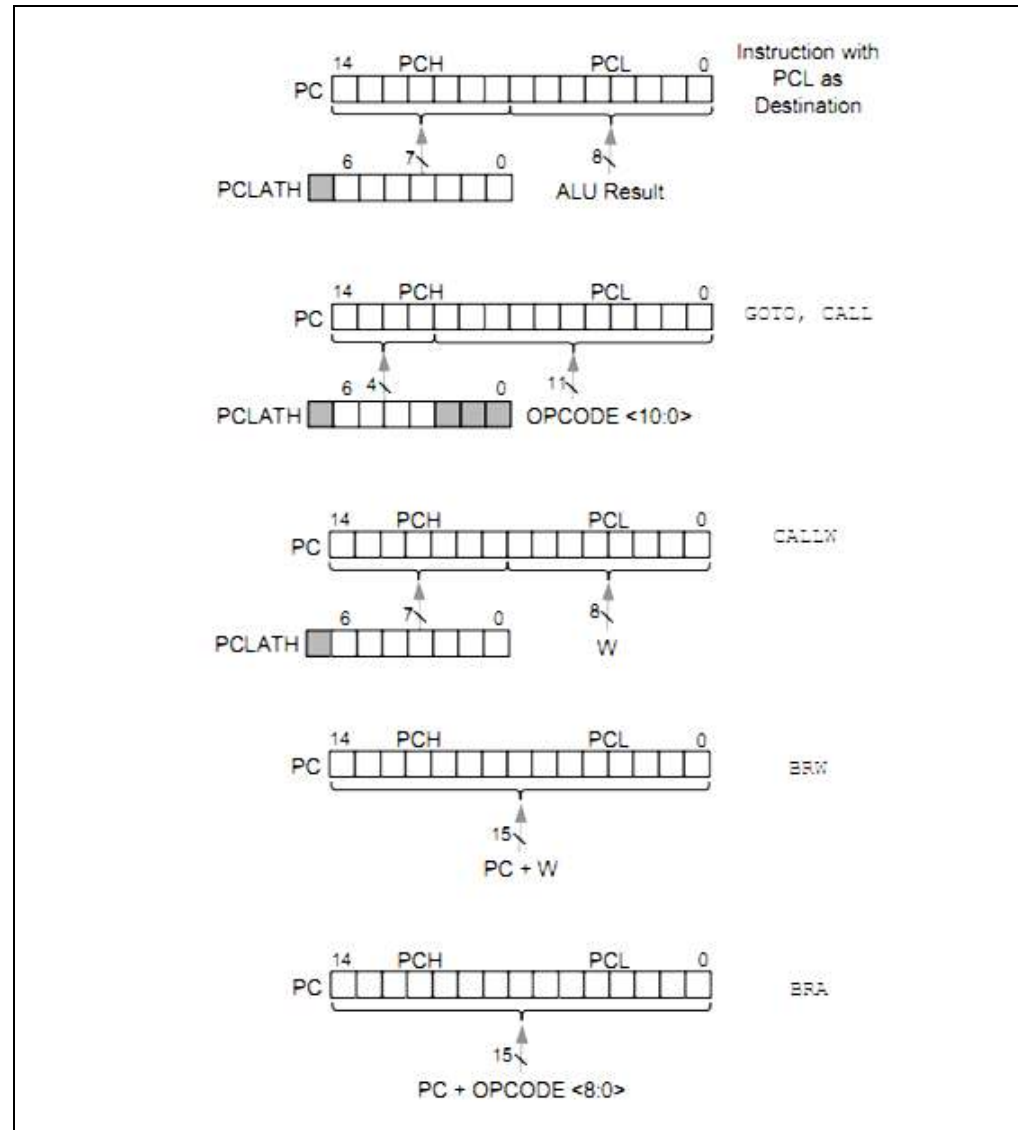 14 PCH PCL 0
Instruction with
PCL as
Destination
PC
7 8
6 0
PCLATH
ALU Result
14 PCH PCL 0
PC
GOTO, CALL
6 4 0 11
PCLATH
OPCODE <10:0>
14 PCH PCL 0
PC
CALLW
7 8
6 0
PCLATH
W
14 PCH PCL 0
PC
BRW
15
PC + W
14 PCH PCL 0
PC
BRA
15
PC + OPCODE <8:0>